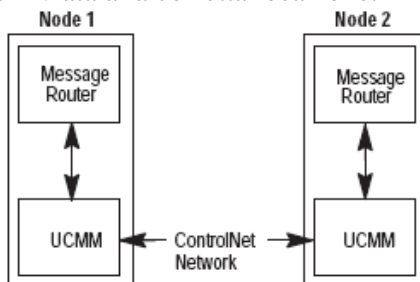 Node 1
Node 2
Message
Router
Message
Router
UCMM
ControlNet
Network
UCMM